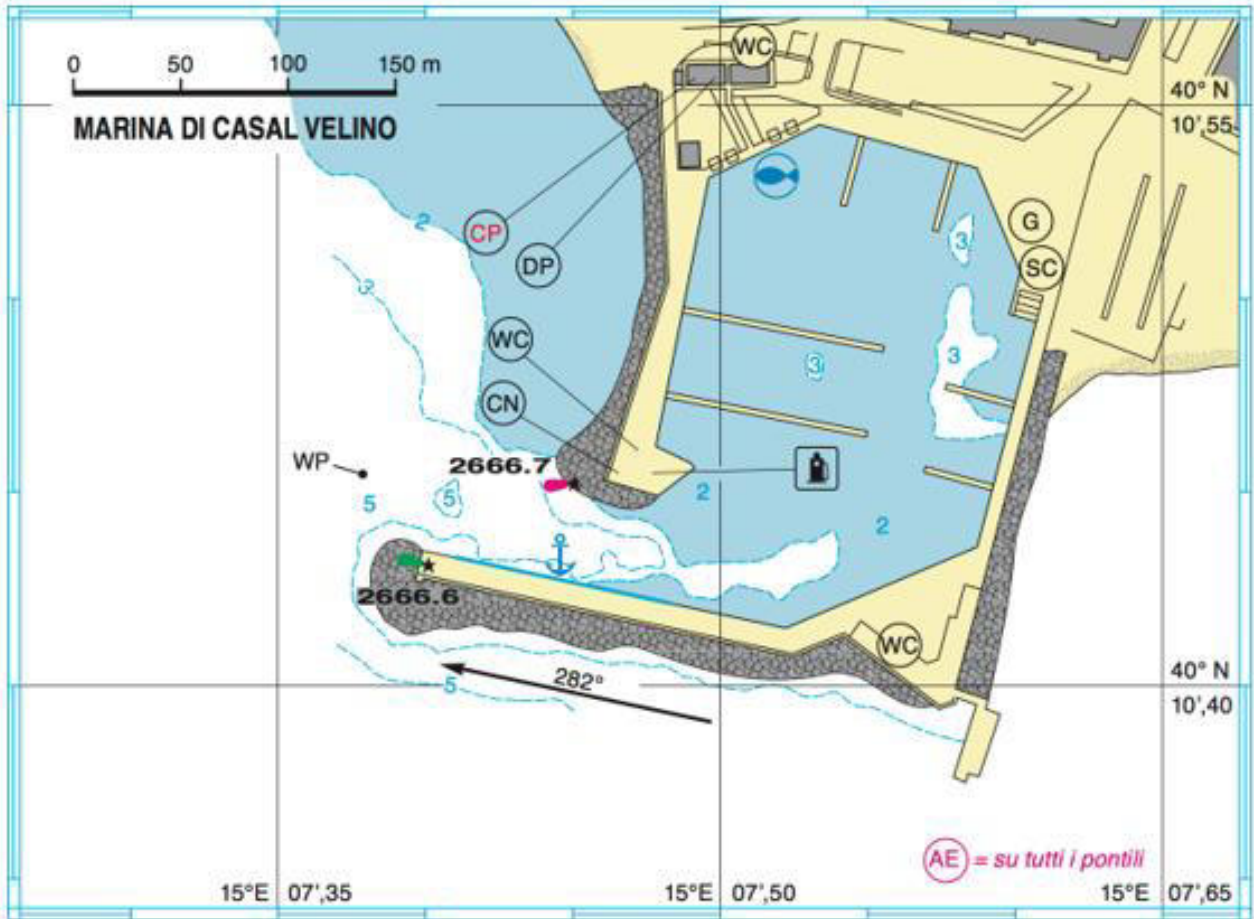 0 50 100 150 m
MARINA DI CASAL VELINO
WC
40° N
10',55
2
CP
DP
G
SC
3
2
WC
3
3
CN
WP
2666.7
5
5
2
2
2666.6
WC
282°
5
40° N
10',40
AE = su tutti i pontili
15°E 07',35
15°E 07',50
15°E 07',65